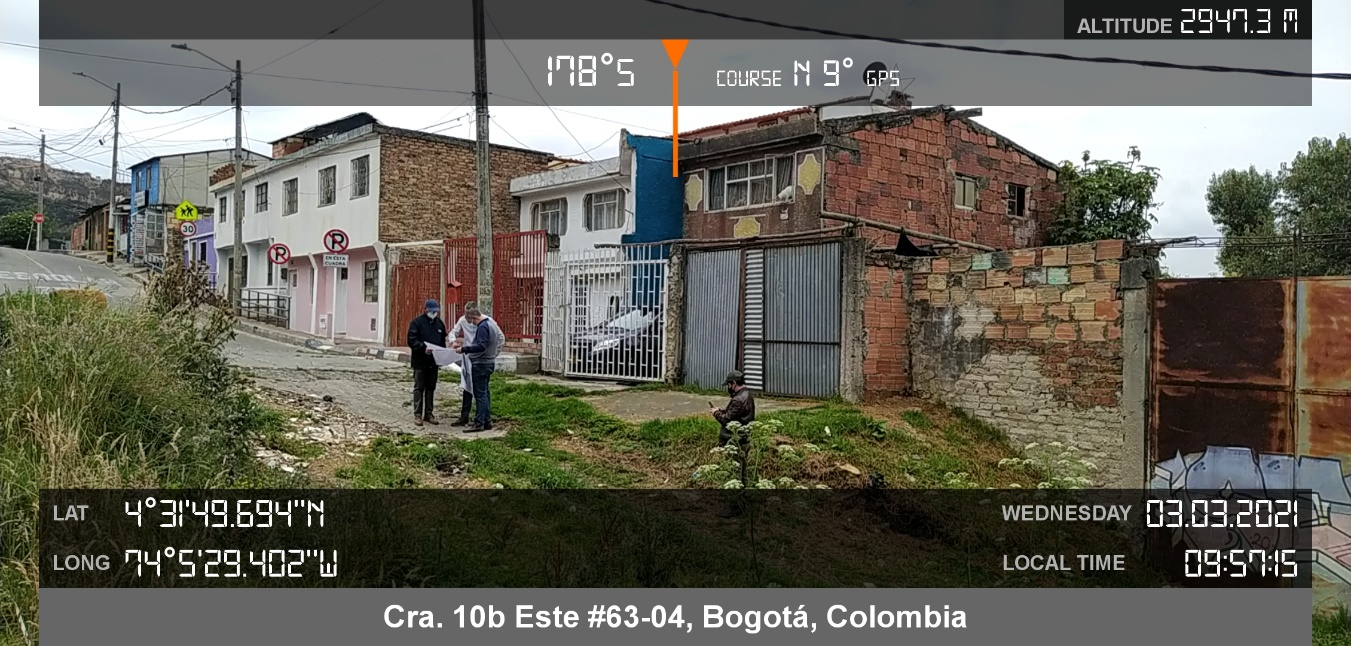 ALTITUDE 2947.3 M
178°S COURSE N 9° GPS
30
EN ESTA
CUADRA
LAT 4°31'49.694"N
WEDNESDAY 03.03.2021
LONG 74°5'29.402"W
LOCAL TIME 09:57:15
Cra. 10b Este #63-04, Bogotá, Colombia